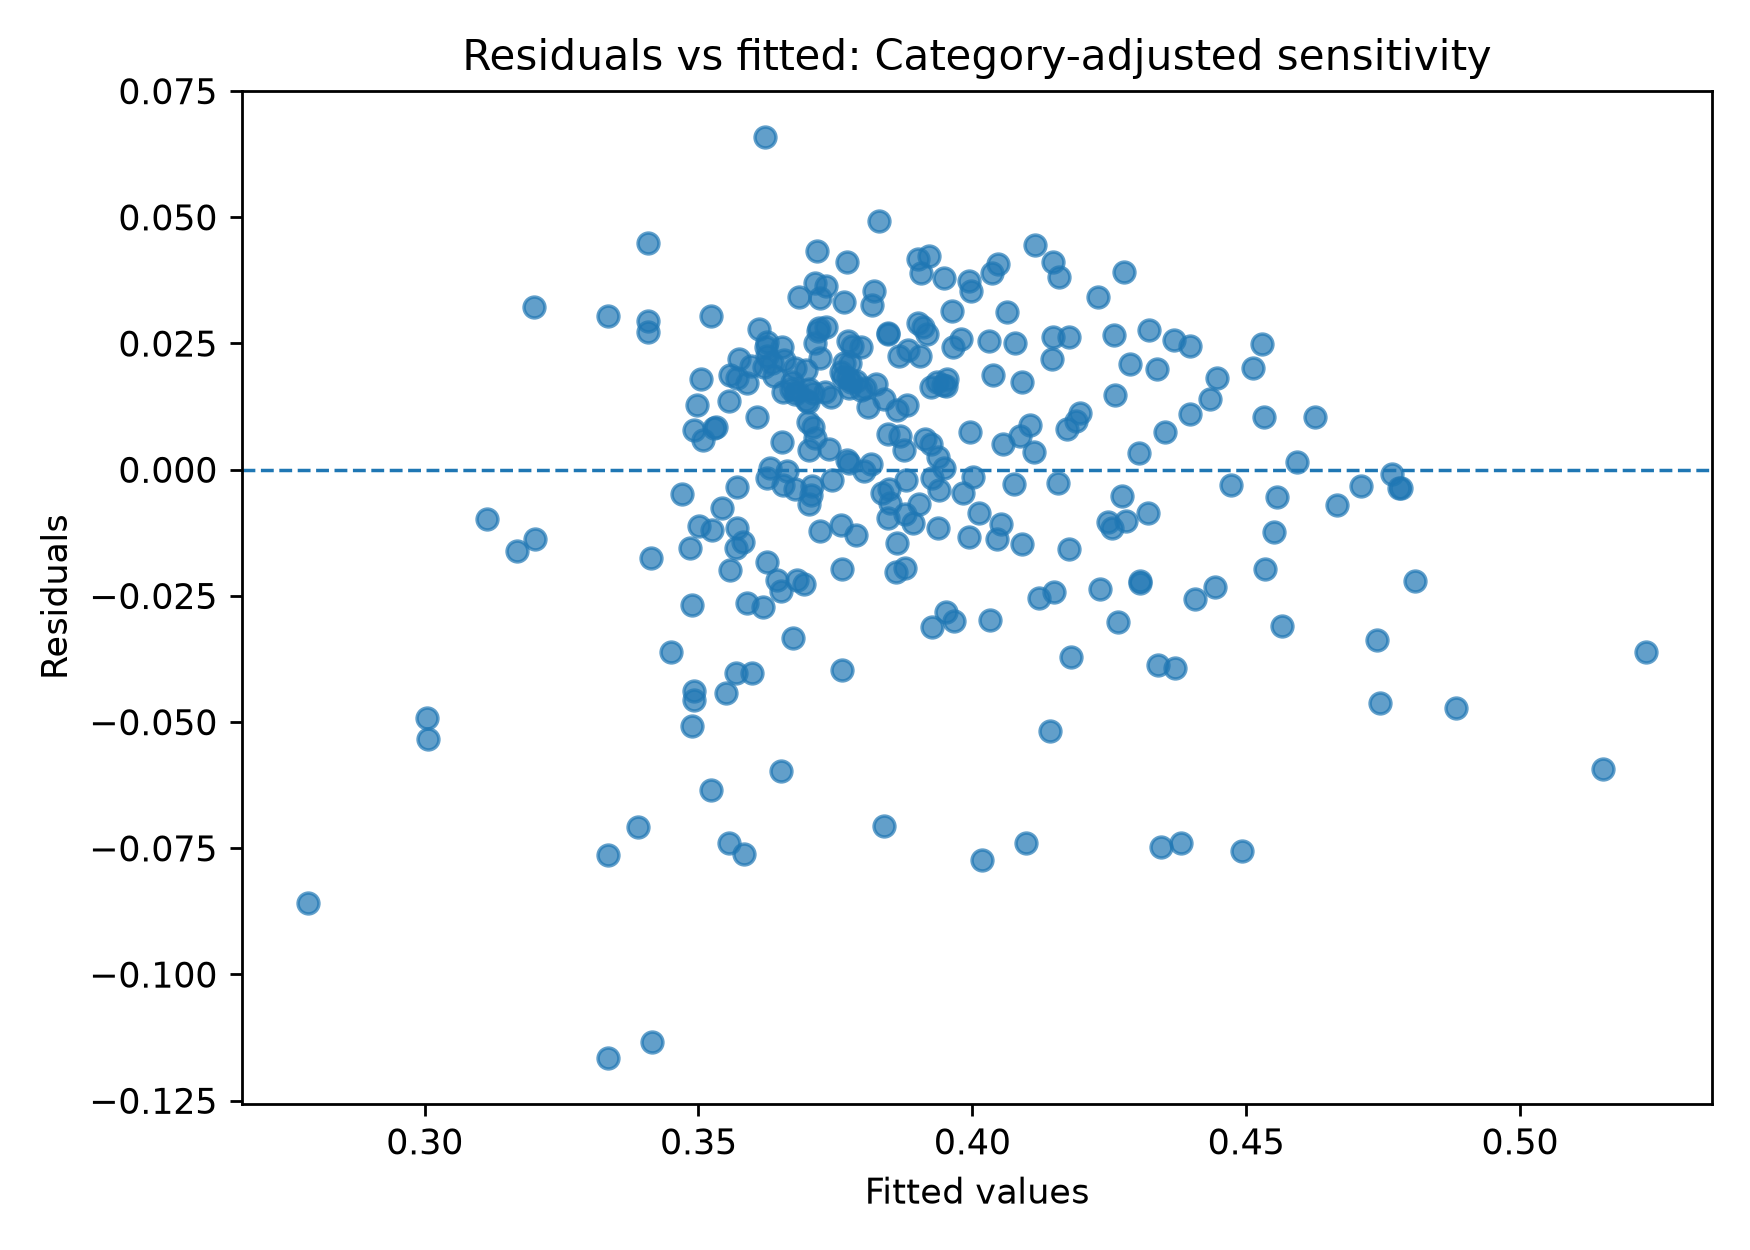 Residuals vs fitted: Category-adjusted sensitivity
0.075
0.050
0.025
0.000
−0.025
−0.050
−0.075
−0.100
−0.125
Residuals
0.30 0.35 0.40 0.45 0.50
Fitted values